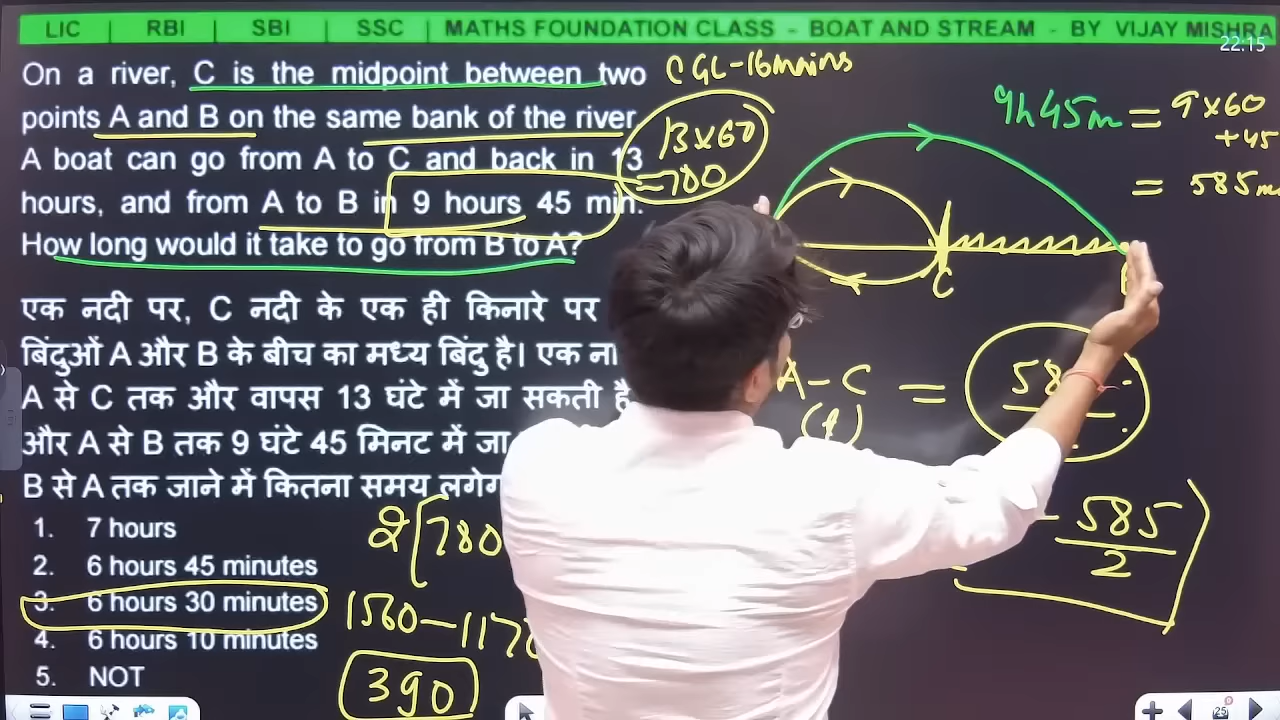 LIC | RBI | SBI | SSC | MATHS FOUNDATION CLASS - BOAT AND STREAM - BY VIJAY MISHRA
22:15
On a river, C is the midpoint between two
points A and B on the same bank of the river
A boat can go from A to C and back in 13
hours, and from A to B in 9 hours 45 min.
How long would it take to go from B to A?
CGL-16 mains
13×60
=780
9h45m = 9×60
+45
= 585m
C
एक नदी पर, C नदी के एक ही किनारे पर
बिंदुओं A और B के बीच का मध्य बिंदु है। एक
A से C तक और वापस 13 घंटे में जा सकती
और A से B तक 9 घंटे 45 मिनट में जा
B से A तक जाने में कितना समय
A-C =
- 585
2
1. 7 hours
2. 6 hours 45 minutes
3. 6 hours 30 minutes
4. 6 hours 10 minutes
5. NOT
2[780
1560-117
390
25